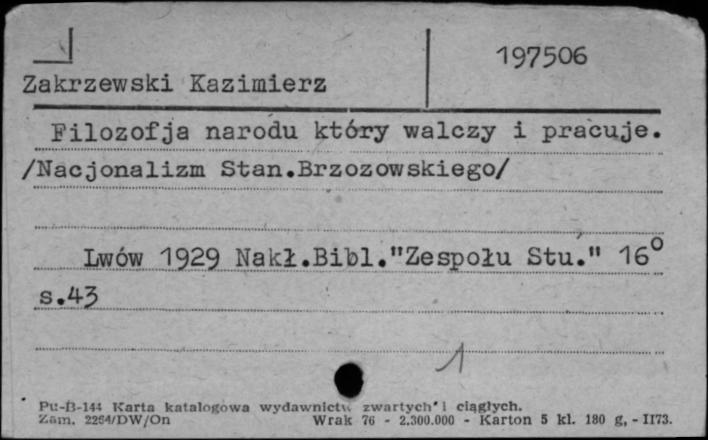 197506
Zakrzewski Kazimierz
Filozofja narodu który walczy i pracuje.
/Nacjonalizm Stan.Brzozowskiego/
Lwów 1929 Nakł.Bibl."Zespołu Stu." 16°
s.43
1
Pu-B-144 Karta katalogowa wydawnictw zwartych i ciągłych.
Zam. 2264/DW/On Wrak 76 - 2.300.000 - Karton 5 kl. 180 g, - II73.